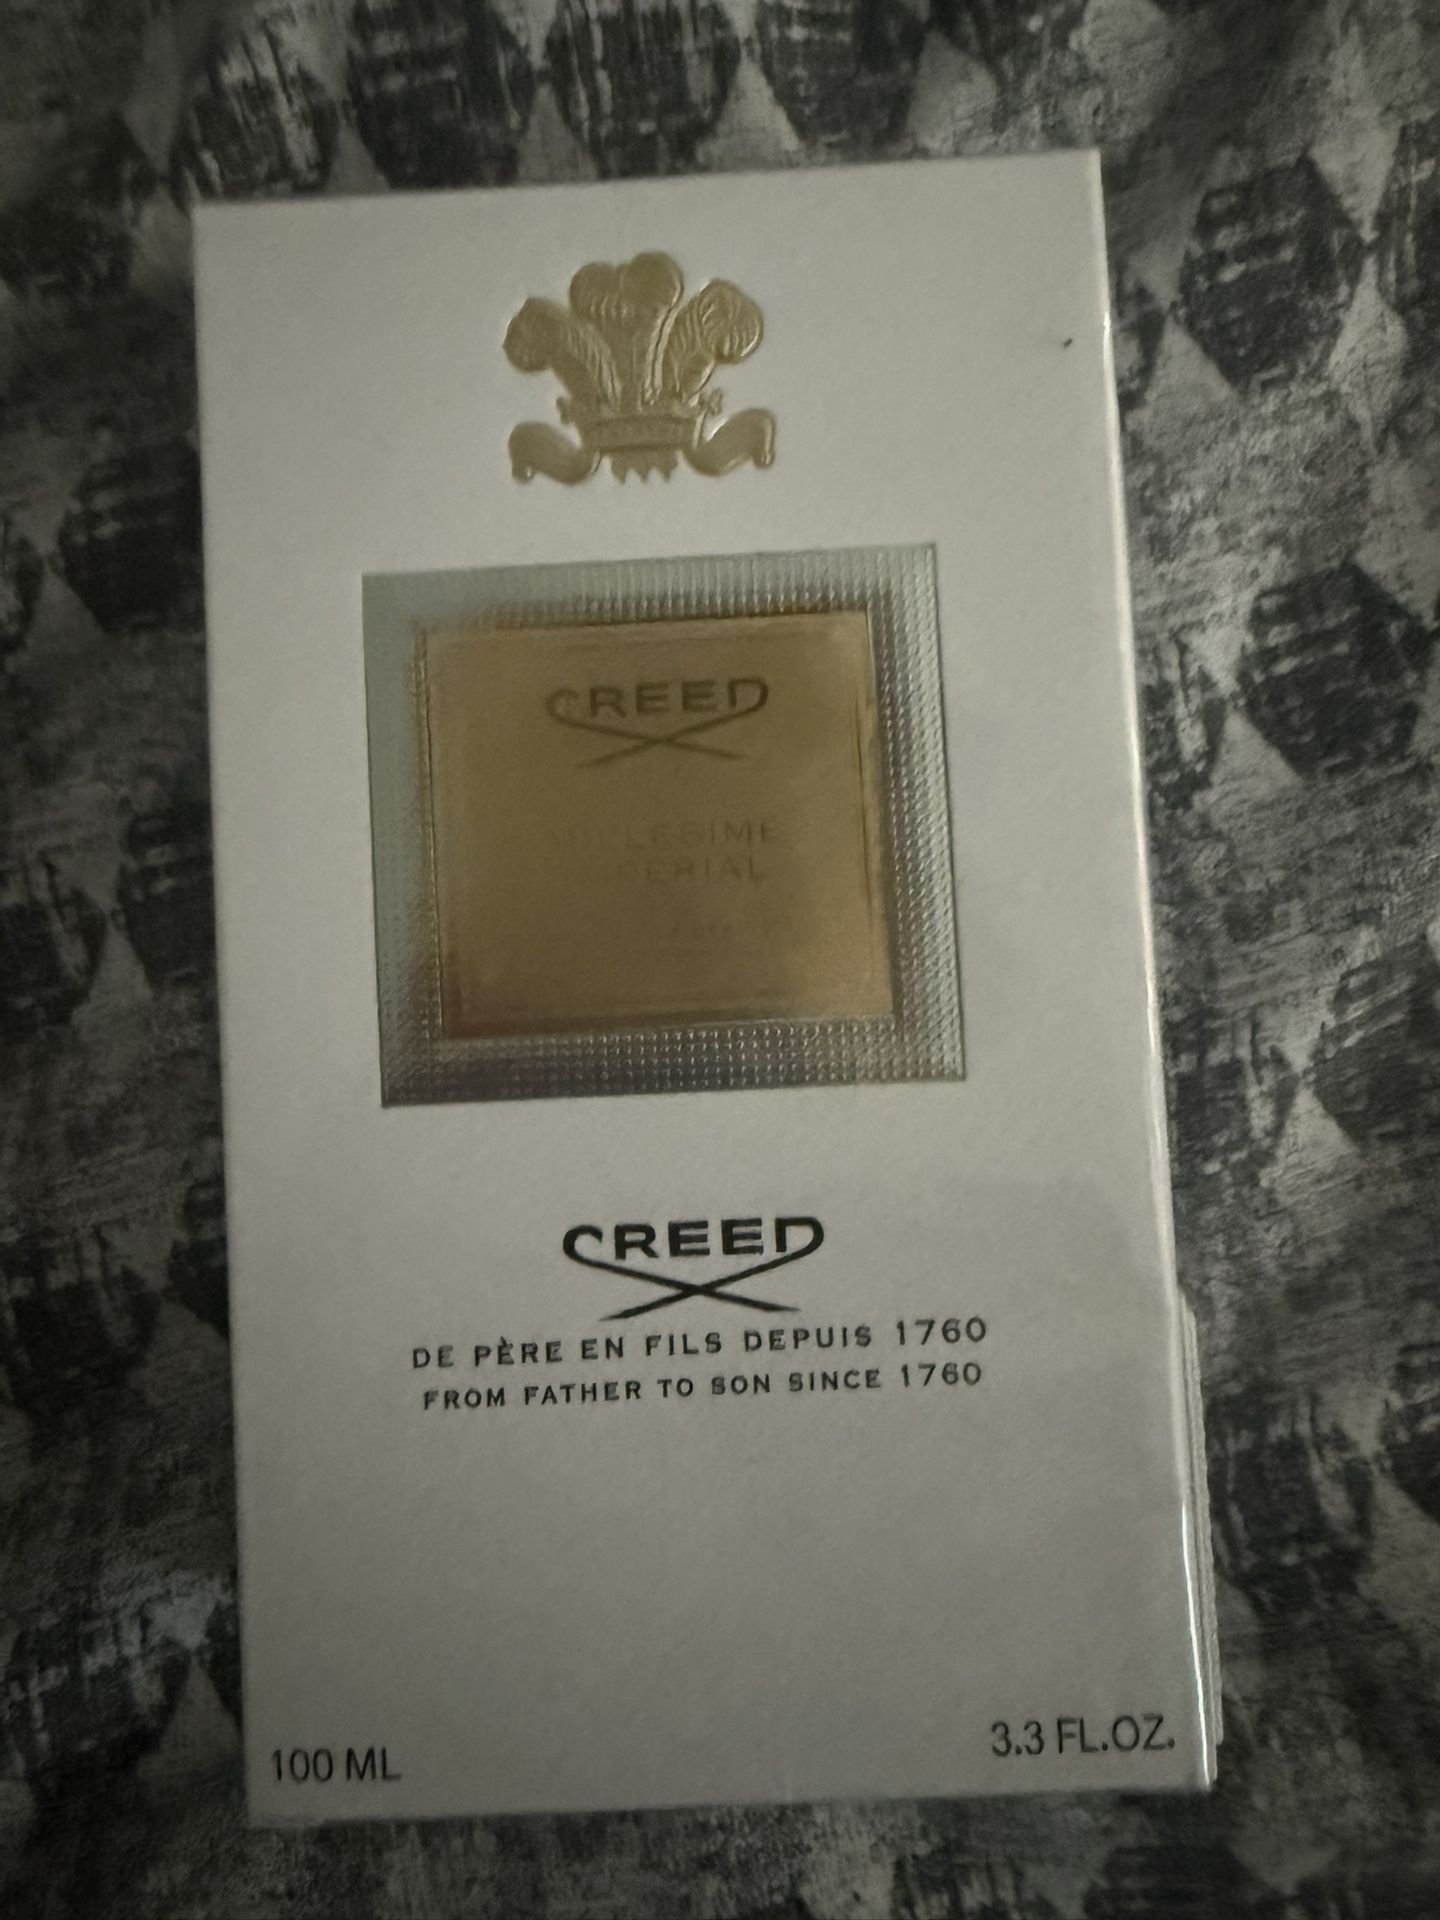 CREED
CREED
DE PÈRE EN FILS DEPUIS 1760
FROM FATHER TO SON SINCE 1760
100 ML
3.3 FL.OZ.